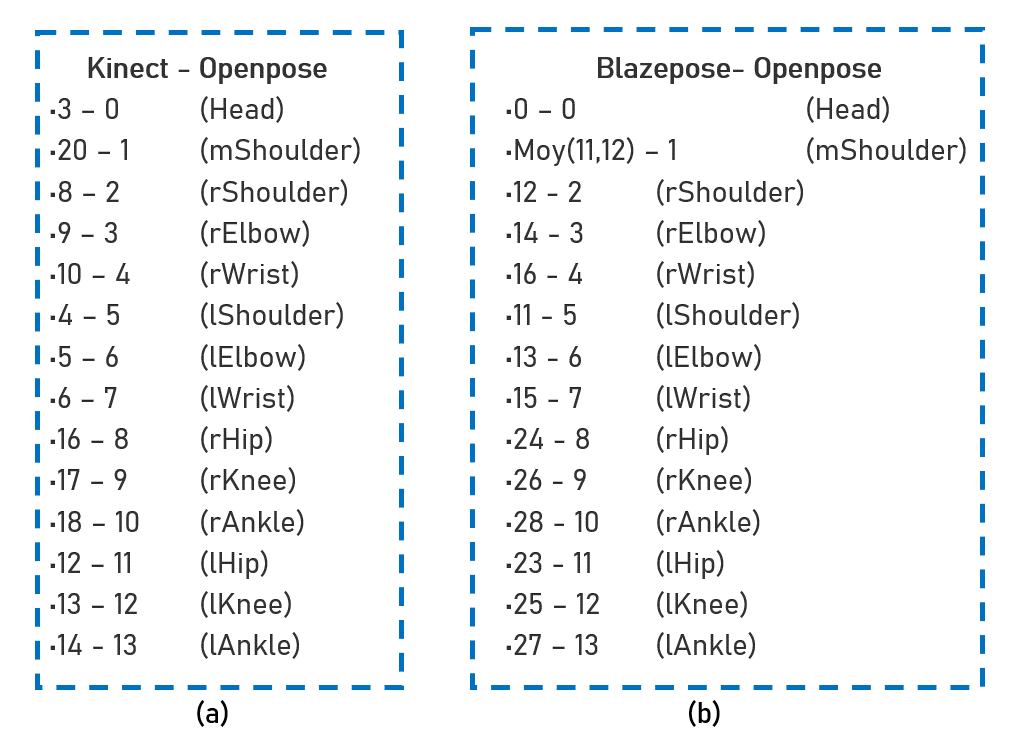 Kinect - Openpose
▪3 – 0 (Head)
▪20 – 1 (mShoulder)
▪8 – 2 (rShoulder)
▪9 – 3 (rElbow)
▪10 – 4 (rWrist)
▪4 – 5 (lShoulder)
▪5 – 6 (lElbow)
▪6 – 7 (lWrist)
▪16 – 8 (rHip)
▪17 – 9 (rKnee)
▪18 – 10 (rAnkle)
▪12 – 11 (lHip)
▪13 – 12 (lKnee)
▪14 - 13 (lAnkle)
(a)
Blazepose- Openpose
▪0 – 0 (Head)
▪Moy(11,12) – 1 (mShoulder)
▪12 - 2 (rShoulder)
▪14 - 3 (rElbow)
▪16 - 4 (rWrist)
▪11 - 5 (lShoulder)
▪13 - 6 (lElbow)
▪15 - 7 (lWrist)
▪24 - 8 (rHip)
▪26 - 9 (rKnee)
▪28 - 10 (rAnkle)
▪23 - 11 (lHip)
▪25 – 12 (lKnee)
▪27 – 13 (lAnkle)
(b)